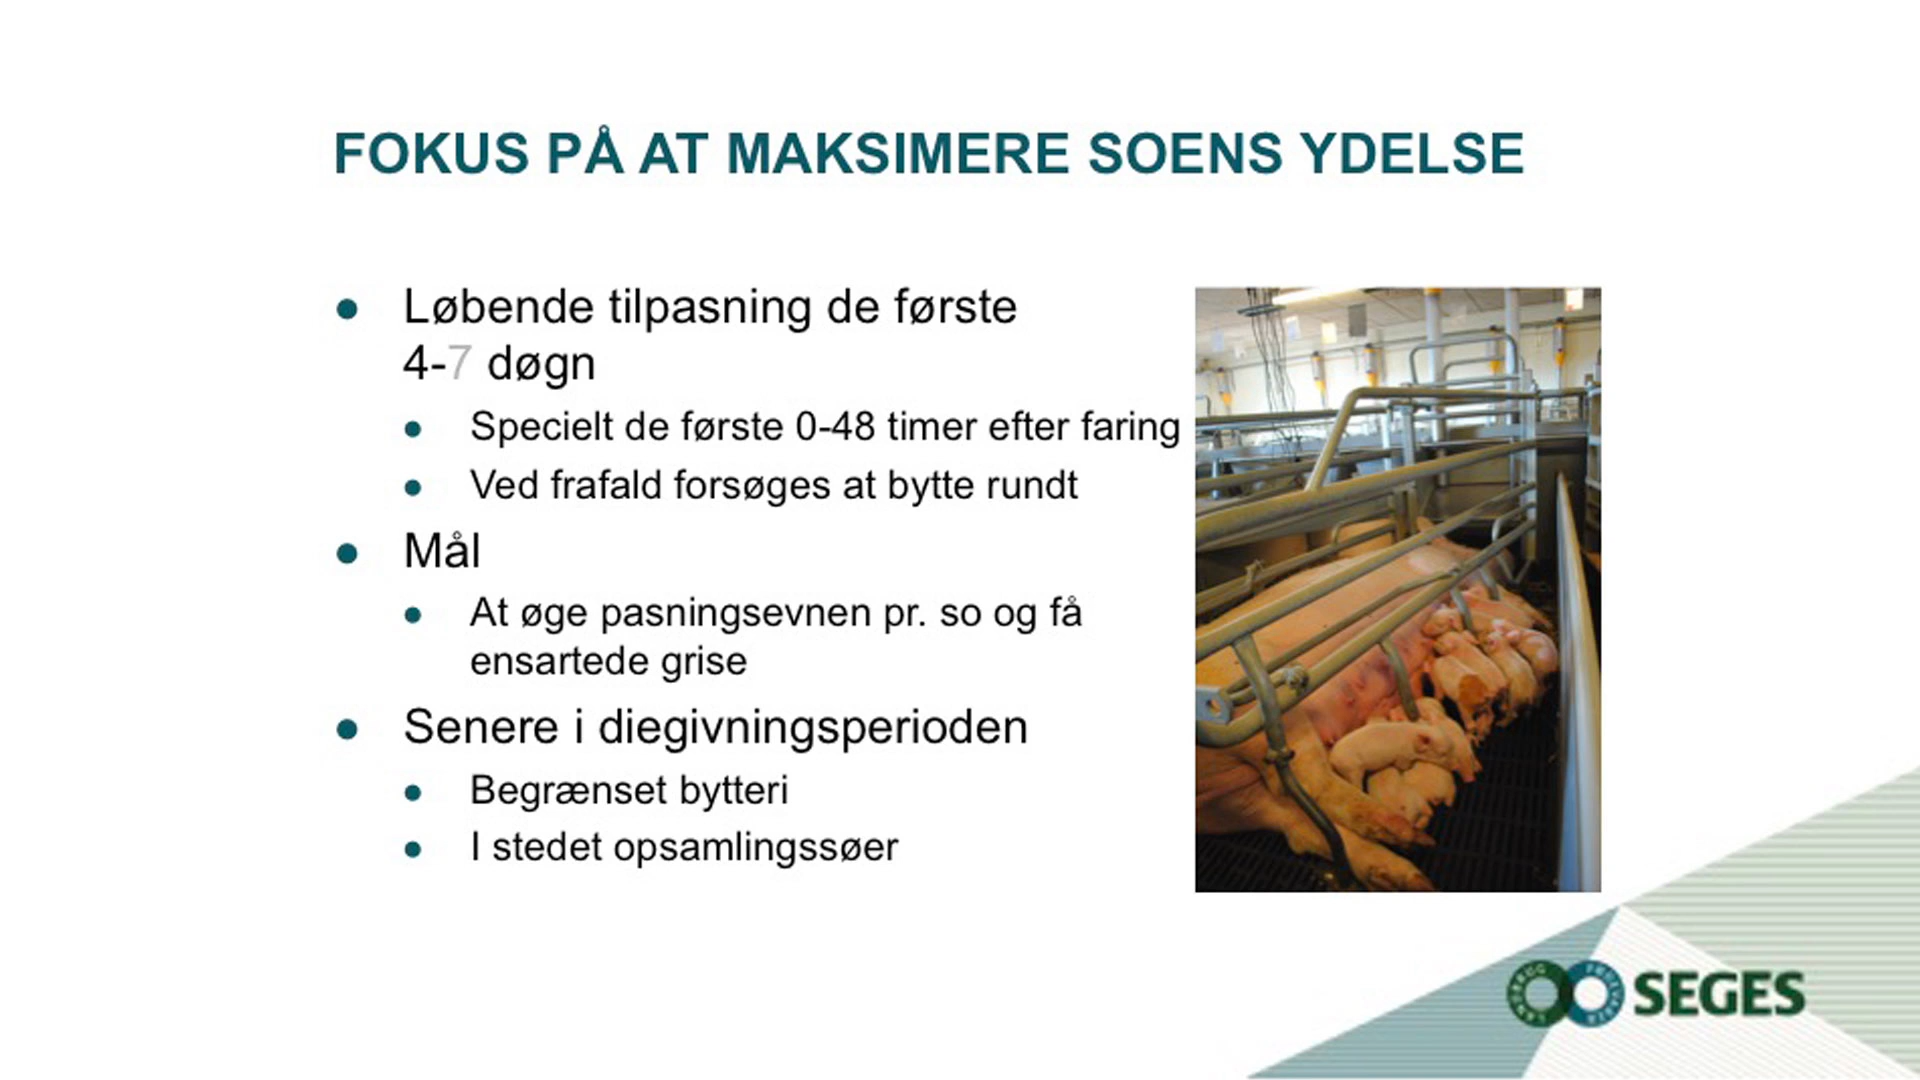 FOKUS PÅ AT MAKSIMERE SOENS YDELSE
● Løbende tilpasning de første
4-7 døgn
● Specielt de første 0-48 timer efter faring
● Ved frafald forsøges at bytte rundt
● Mål
● At øge pasningsevnen pr. so og få
ensartede grise
● Senere i diegivningsperioden
● Begrænset bytteri
● I stedet opsamlingssøer
SEGES